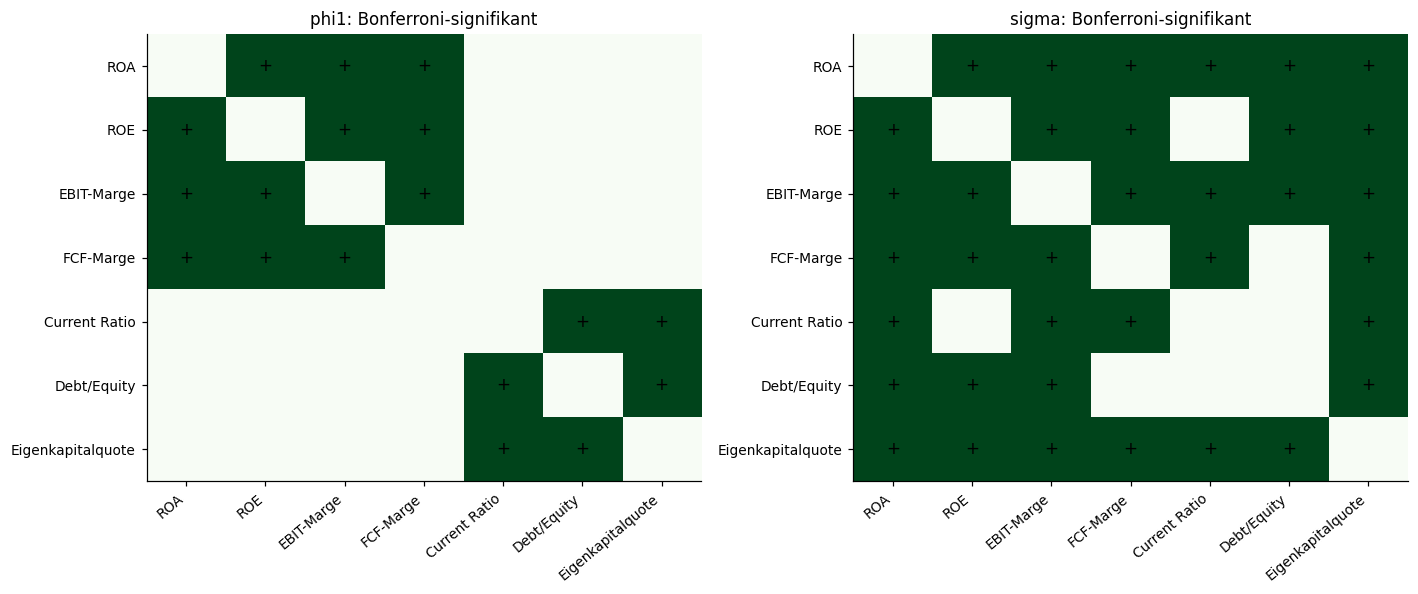 phi1: Bonferroni-signifikant
ROA + + +
ROE + + +
EBIT-Marge + + +
FCF-Marge + + +
Current Ratio + +
Debt/Equity + +
Eigenkapitalquote + +
ROA
ROE
EBIT-Marge
FCF-Marge
Current Ratio
Debt/Equity
Eigenkapitalquote
sigma: Bonferroni-signifikant
ROA + + + + + +
ROE + + + + +
EBIT-Marge + + + + + +
FCF-Marge + + + + +
Current Ratio + + + +
Debt/Equity + + + +
Eigenkapitalquote + + + + + +
ROA
ROE
EBIT-Marge
FCF-Marge
Current Ratio
Debt/Equity
Eigenkapitalquote